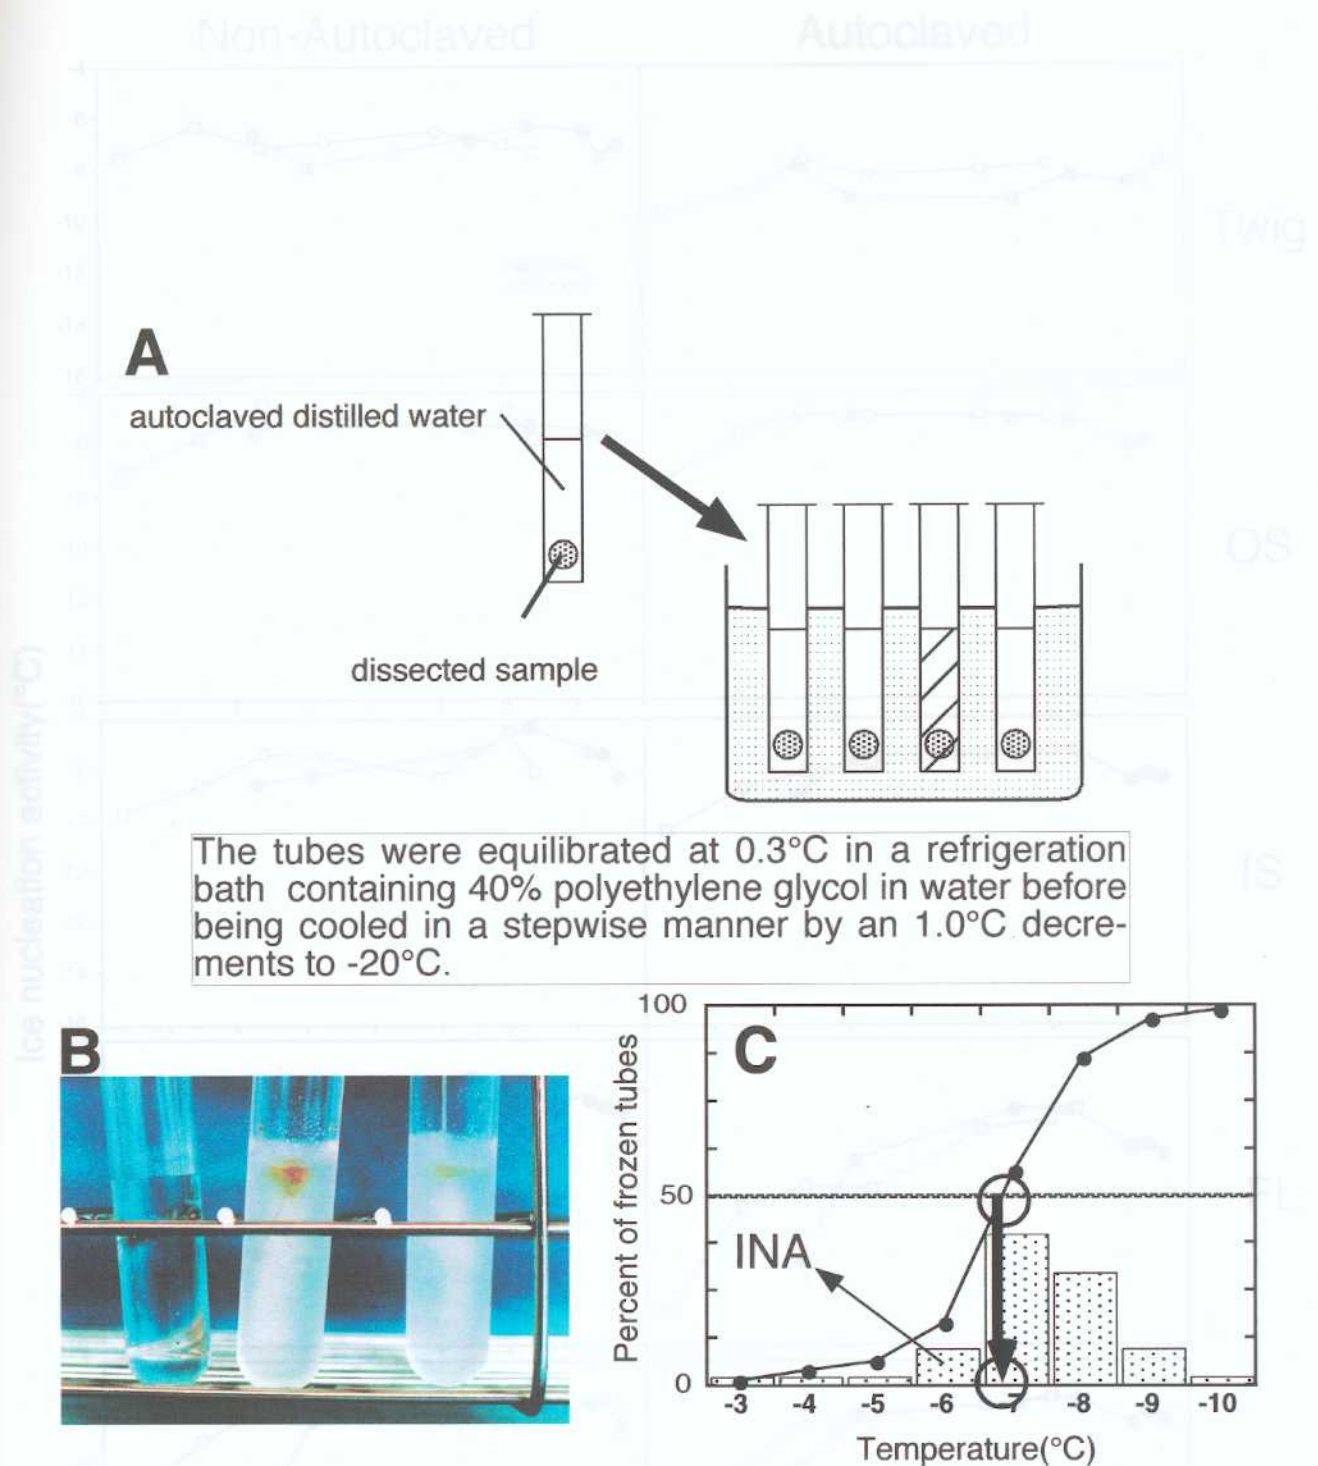 Non-Autoclaved
Autoclaved
Twig
A
autoclaved distilled water
OS
dissected sample
Ice nucleation activity(°C)
The tubes were equilibrated at 0.3°C in a refrigeration
bath containing 40% polyethylene glycol in water before
being cooled in a stepwise manner by an 1.0°C decre-
ments to -20°C.
IS
B
C
Percent of frozen tubes
100
50
0
INA
-3 -4 -5 -6 -7 -8 -9 -10
Temperature(°C)
FL